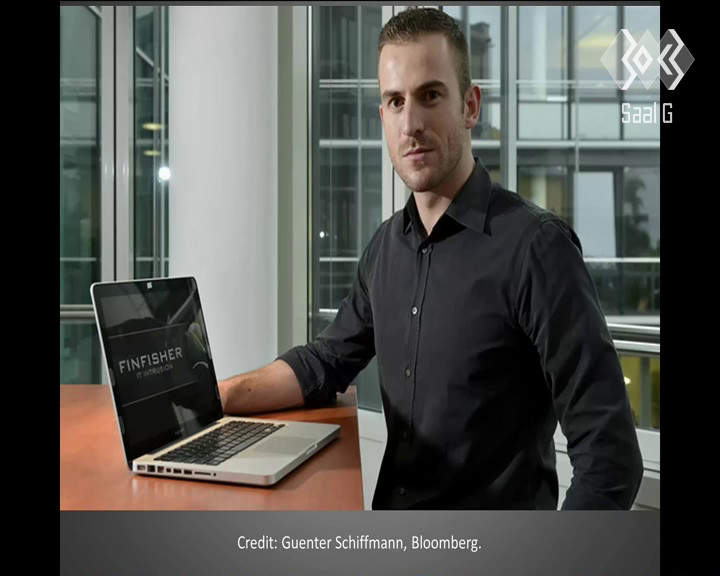 Saal G
FINFISHER
IT INTRUSION
Credit: Guenter Schiffmann, Bloomberg.